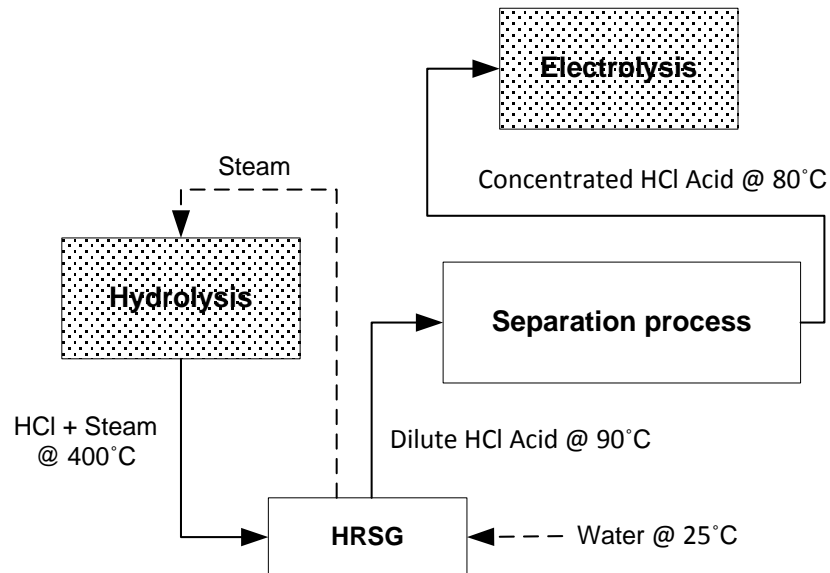 Electrolysis
Steam
Concentrated HCl Acid @ 80˚C
Hydrolysis
Separation process
HCl + Steam
@ 400˚C
Dilute HCl Acid @ 90˚C
HRSG
Water @ 25˚C